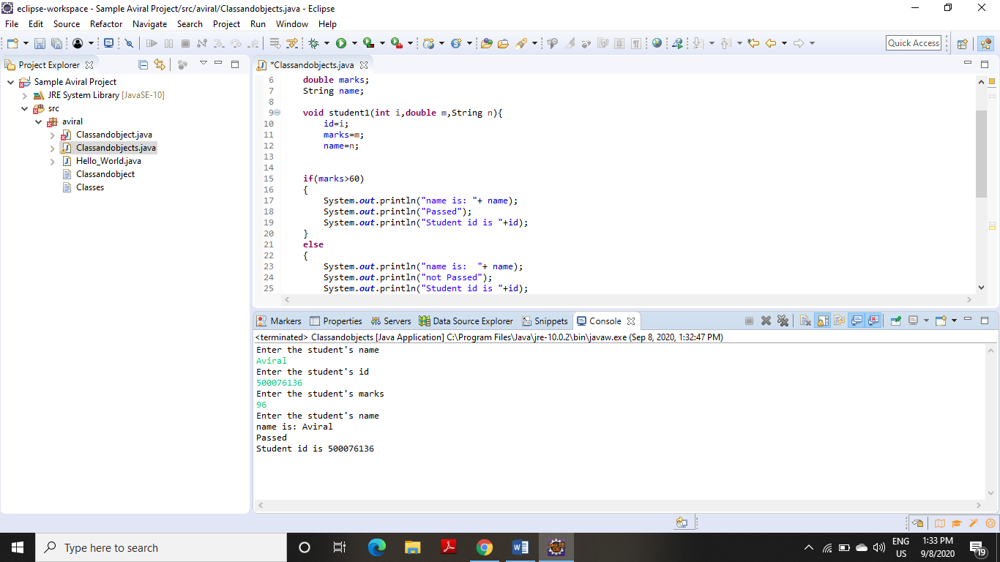 eclipse-workspace - Sample Aviral Project/src/aviral/Classandobjects.java - Eclipse
File Edit Source Refactor Navigate Search Project Run Window Help
Quick Access
Project Explorer
Sample Aviral Project
JRE System Library [JavaSE-10]
src
aviral
Classandobject.java
Classandobjects.java
Hello_World.java
Classandobject
Classes
*Classandobjects.java
6 double marks;
7 String name;
8
9 void student1(int i,double m,String n){
10 id=i;
11 marks=m;
12 name=n;
13
14
15 if(marks>60)
16 {
17 System.out.println("name is: "+ name);
18 System.out.println("Passed");
19 System.out.println("Student id is "+id);
20 }
21 else
22 {
23 System.out.println("name is:  "+ name);
24 System.out.println("not Passed");
25 System.out.println("Student id is "+id);
Markers Properties Servers Data Source Explorer Snippets Console
<terminated> Classandobjects [Java Application] C:\Program Files\Java\jre-10.0.2\bin\javaw.exe (Sep 8, 2020, 1:32:47 PM)
Enter the student's name
Aviral
Enter the student's id
500076136
Enter the student's marks
96
Enter the student's name
name is: Aviral
Passed
Student id is 500076136
Type here to search
ENG
US
1:33 PM
9/8/2020
19